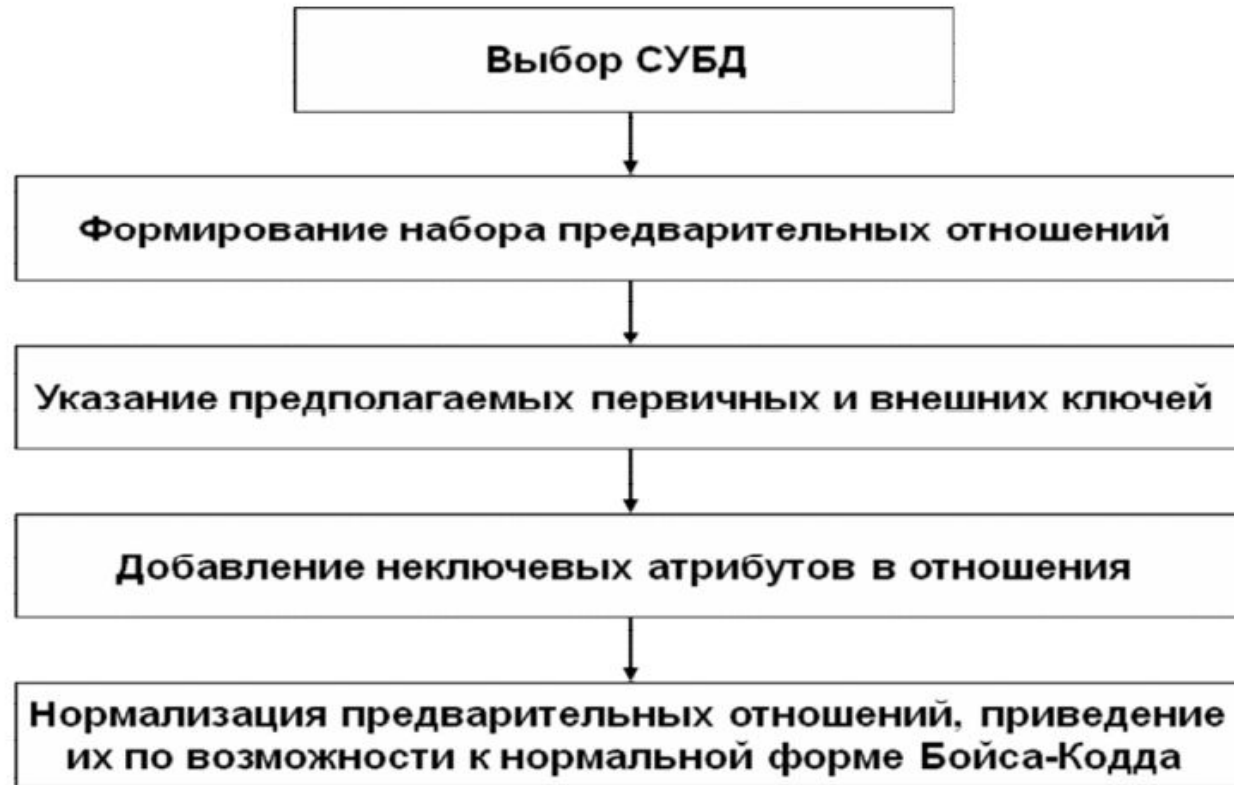 Выбор СУБД
Формирование набора предварительных отношений
Указание предполагаемых первичных и внешних ключей
Добавление неключевых атрибутов в отношения
Нормализация предварительных отношений, приведение
их по возможности к нормальной форме Бойса-Кодда